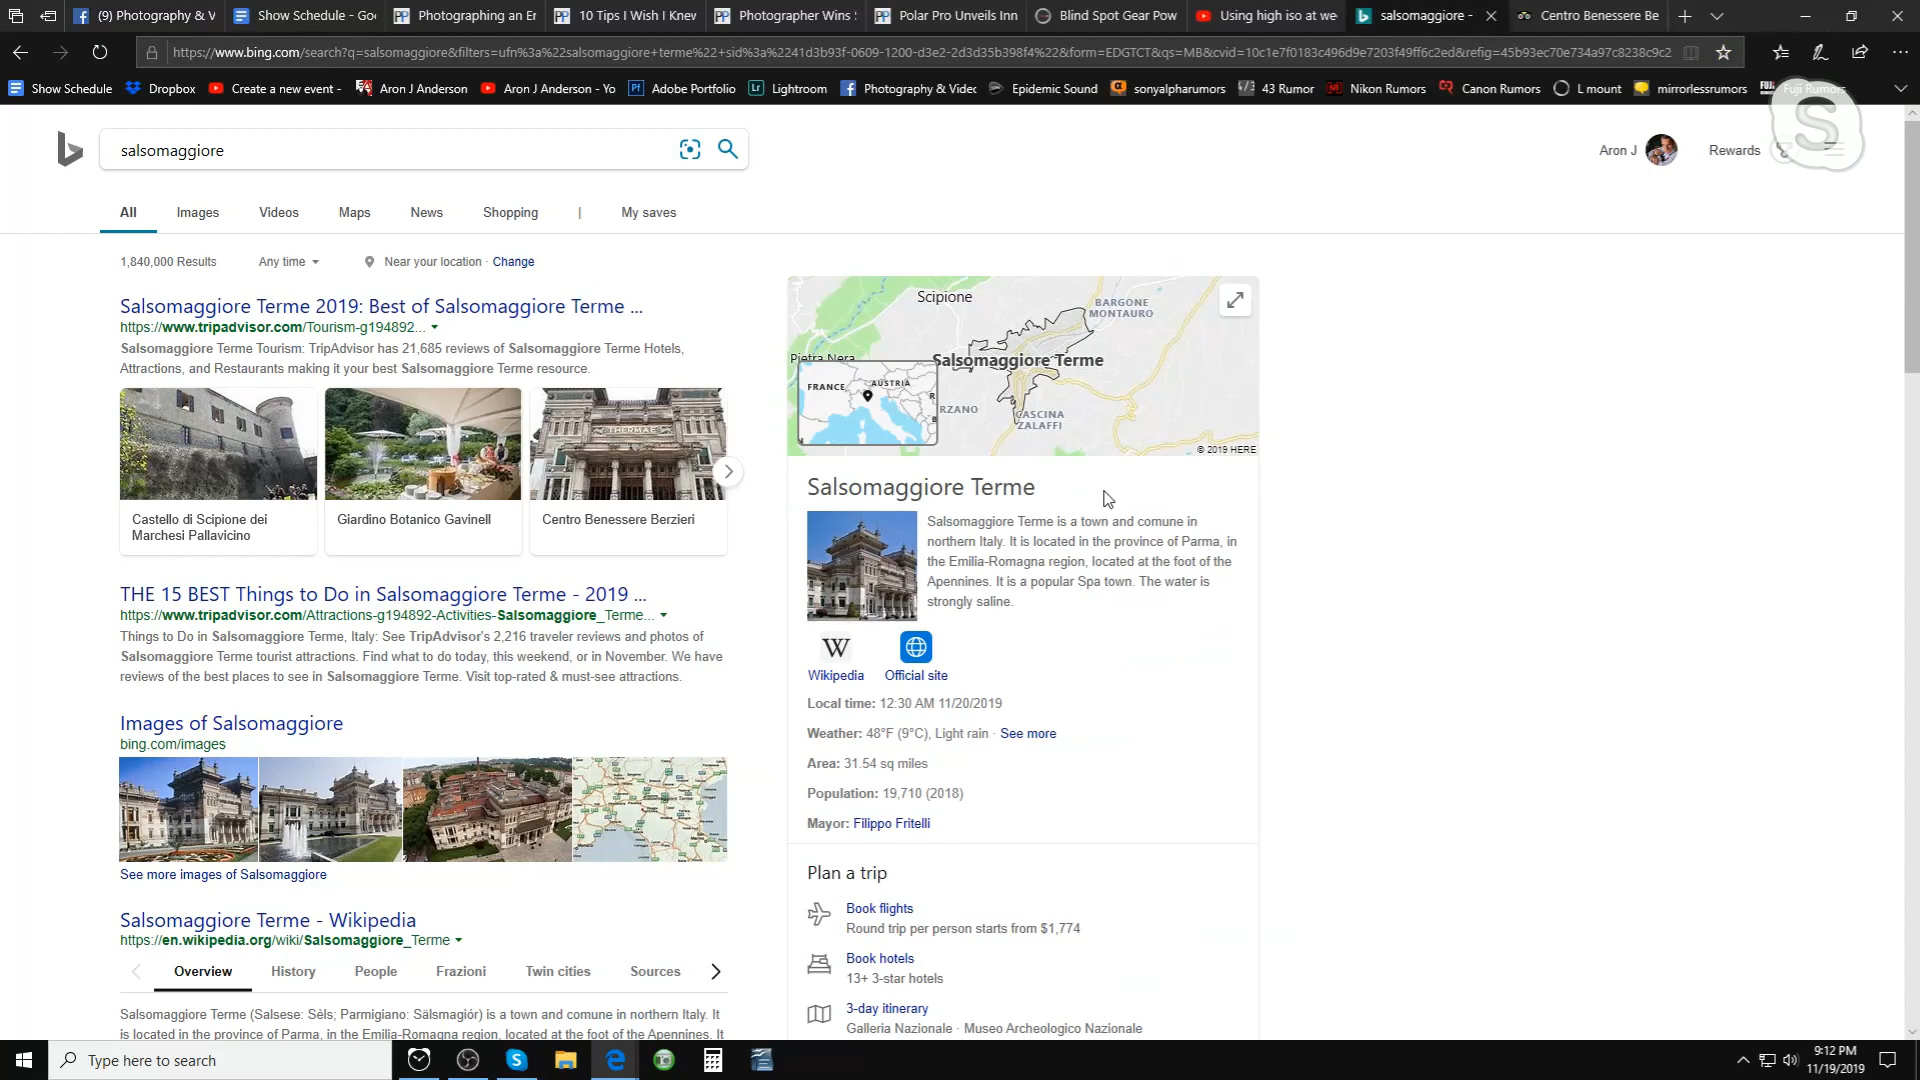 (9) Photography & V
Show Schedule - Goo
Photographing an Er
10 Tips I Wish I Knew
Photographer Wins
Polar Pro Unveils Inn
Blind Spot Gear Pow
Using high iso at we
salsomaggiore -
Centro Benessere Be
https://www.bing.com/search?q=salsomaggiore&filters=ufn%3a%22salsomaggiore+terme%22+sid%3a%2241d3b93f-0609-1200-d3e2-2d3d35b398f4%22&form=EDGTCT&qs=MB&cvid=10c1e7f0183c496d9e7203f49ff6c2ed&refig=45b93ec70e734a97c8238c9c2
Show Schedule
Dropbox
Create a new event -
Aron J Anderson
Aron J Anderson - Yo
Adobe Portfolio
Lightroom
Photography & Videc
Epidemic Sound
sonyalpharumors
43 Rumor
Nikon Rumors
Canon Rumors
L mount
mirrorlessrumors
Fuji Rumors
salsomaggiore
Aron J
Rewards
All Images Videos Maps News Shopping | My saves
1,840,000 Results Any time Near your location · Change
Salsomaggiore Terme 2019: Best of Salsomaggiore Terme ...
https://www.tripadvisor.com/Tourism-g194892...
Salsomaggiore Terme Tourism: TripAdvisor has 21,685 reviews of Salsomaggiore Terme Hotels,
Attractions, and Restaurants making it your best Salsomaggiore Terme resource.
THERMAE
Castello di Scipione dei
Marchesi Pallavicino
Giardino Botanico Gavinell
Centro Benessere Berzieri
THE 15 BEST Things to Do in Salsomaggiore Terme - 2019 ...
https://www.tripadvisor.com/Attractions-g194892-Activities-Salsomaggiore_Terme...
Things to Do in Salsomaggiore Terme, Italy: See TripAdvisor's 2,216 traveler reviews and photos of
Salsomaggiore Terme tourist attractions. Find what to do today, this weekend, or in November. We have
reviews of the best places to see in Salsomaggiore Terme. Visit top-rated & must-see attractions.
Images of Salsomaggiore
bing.com/images
See more images of Salsomaggiore
Salsomaggiore Terme - Wikipedia
https://en.wikipedia.org/wiki/Salsomaggiore_Terme
Overview History People Frazioni Twin cities Sources
Salsomaggiore Terme (Salsese: Sèls; Parmigiano: Sälsmagiór) is a town and comune in northern Italy. It
is located in the province of Parma, in the Emilia-Romagna region, located at the foot of the Apennines. It
Scipione
BARGONE
MONTAURO
Pietra Nera
Salsomaggiore Terme
FRANCE
AUSTRIA
RZANO
CASCINA
ZALAFFI
© 2019 HERE
Salsomaggiore Terme
Salsomaggiore Terme is a town and comune in
northern Italy. It is located in the province of Parma, in
the Emilia-Romagna region, located at the foot of the
Apennines. It is a popular Spa town. The water is
strongly saline.
W
Wikipedia
Official site
Local time: 12:30 AM 11/20/2019
Weather: 48°F (9°C), Light rain · See more
Area: 31.54 sq miles
Population: 19,710 (2018)
Mayor: Filippo Fritelli
Plan a trip
Book flights
Round trip per person starts from $1,774
Book hotels
13+ 3-star hotels
3-day itinerary
Galleria Nazionale · Museo Archeologico Nazionale
Type here to search
9:12 PM
11/19/2019